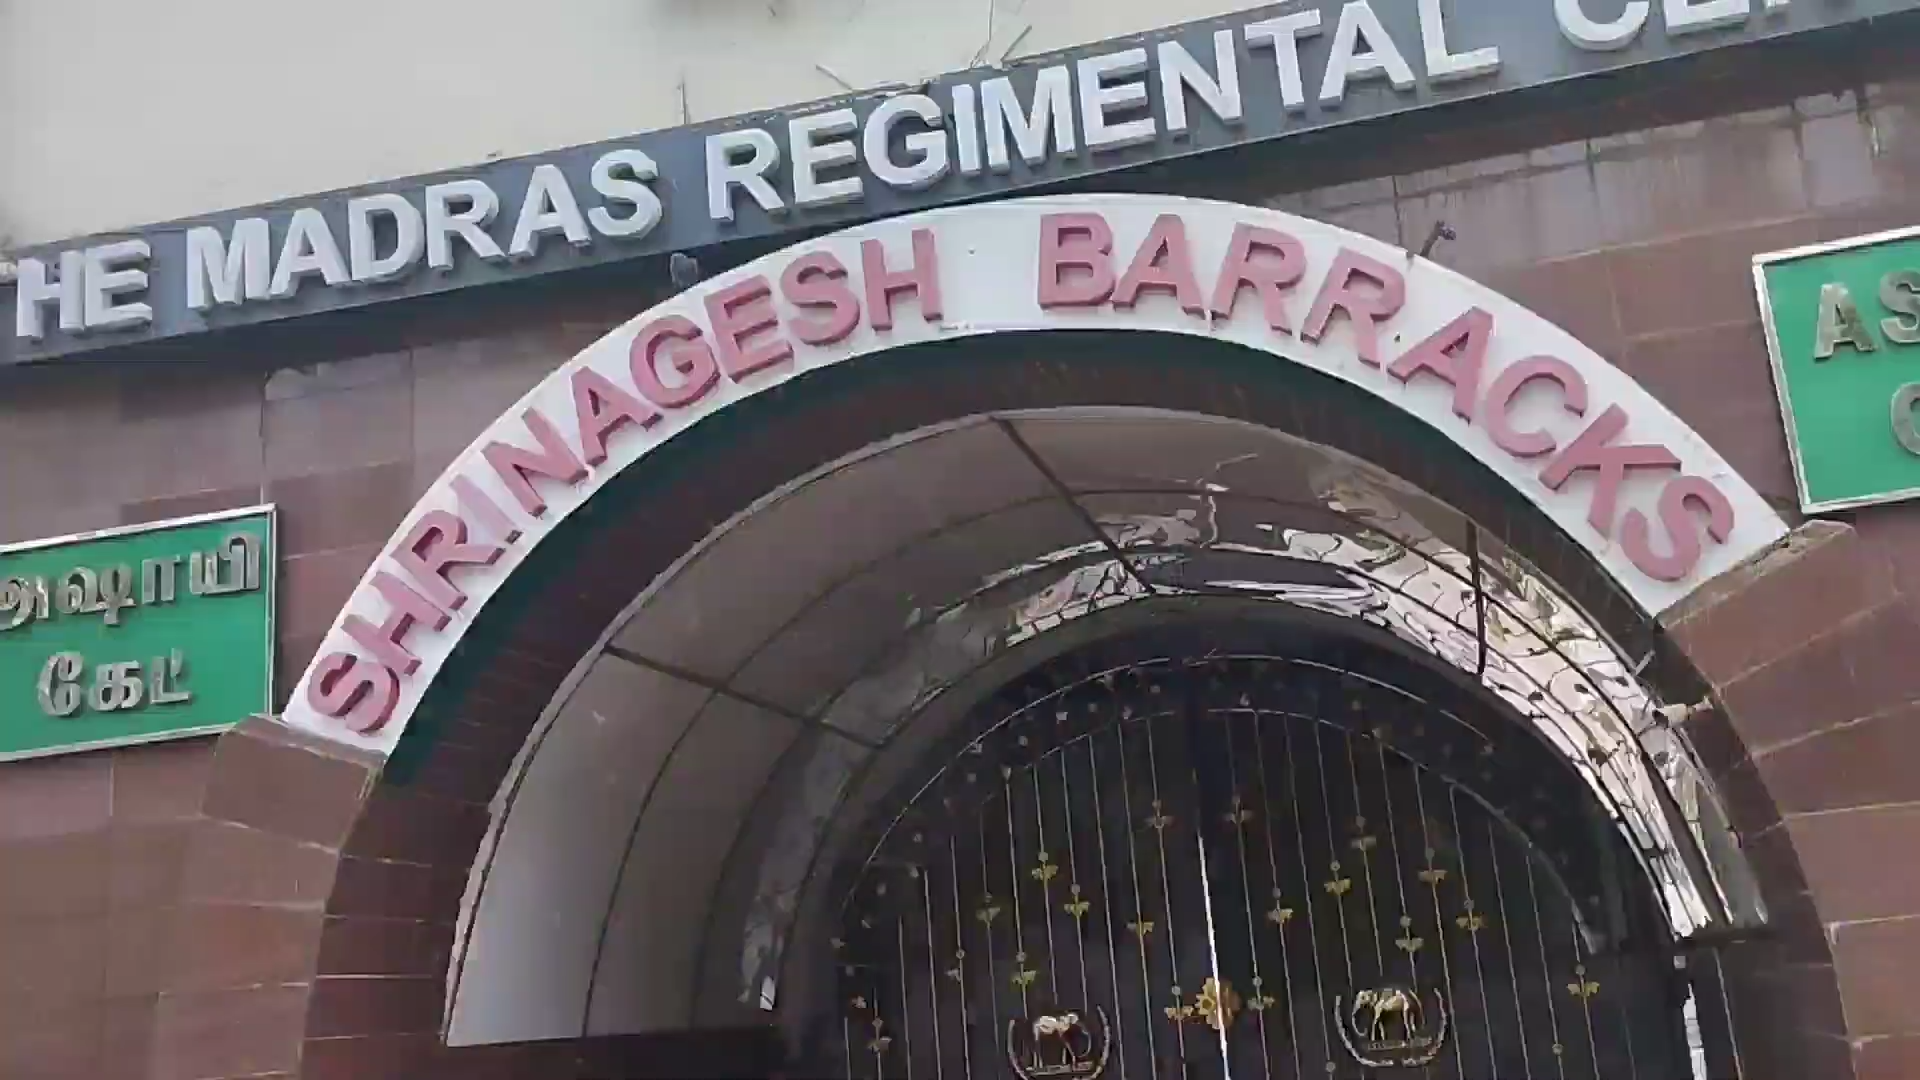 HE MADRAS REGIMENTAL CE
SHRINAGESH BARRACKS
அஷாயி
கேட்
AS